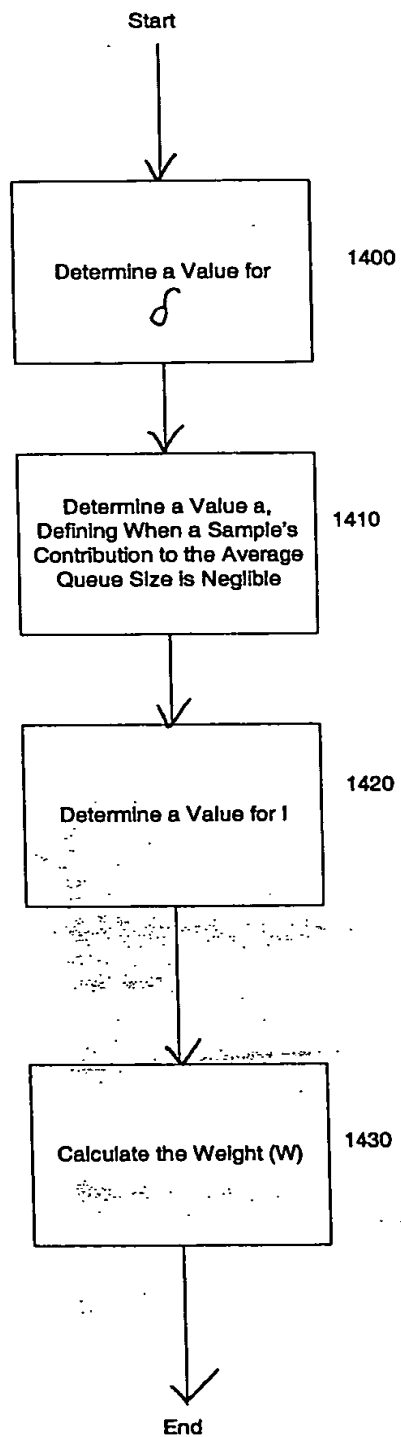 Start
Determine a Value for
δ
1400
Determine a Value a,
Defining When a Sample's
Contribution to the Average
Queue Size is Neglible
1410
Determine a Value for I
1420
Calculate the Weight (W)
1430
End